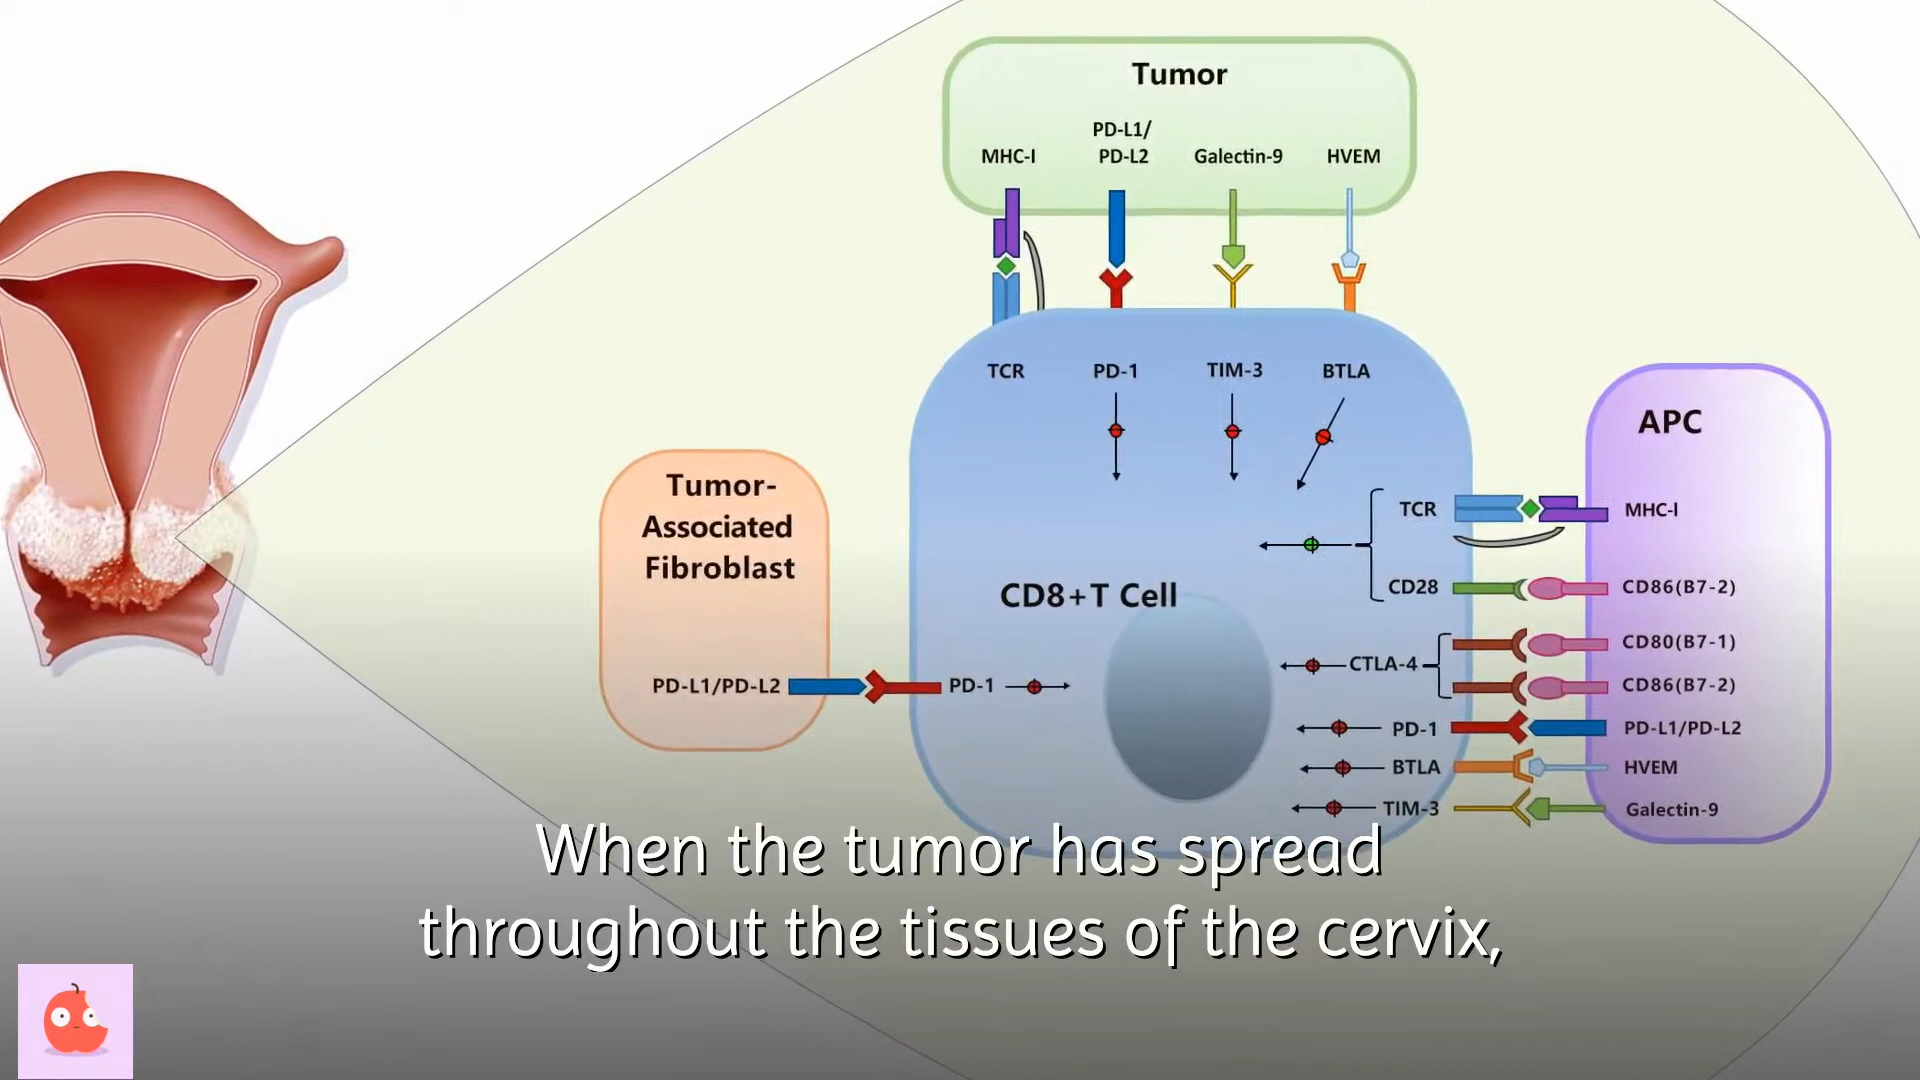 Tumor
PD-L1/
MHC-I PD-L2 Galectin-9 HVEM
TCR PD-1 TIM-3 BTLA
APC
Tumor-
Associated
Fibroblast
TCR MHC-I
CD28 CD86(B7-2)
CD8+T Cell
CD80(B7-1)
CTLA-4
CD86(B7-2)
PD-L1/PD-L2 PD-1
PD-1 PD-L1/PD-L2
BTLA HVEM
TIM-3 Galectin-9
When the tumor has spread
throughout the tissues of the cervix,